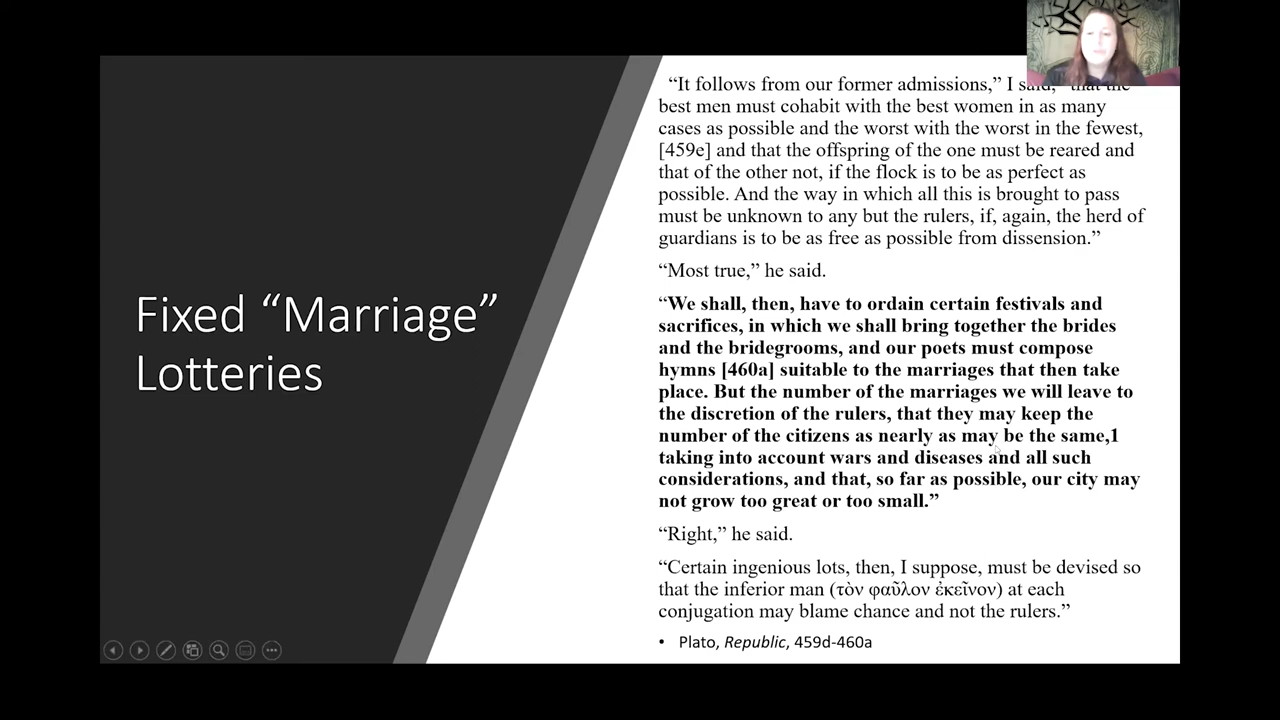 Fixed “Marriage”
Lotteries
“It follows from our former admissions,” I said, “that the
best men must cohabit with the best women in as many
cases as possible and the worst with the worst in the fewest,
[459e] and that the offspring of the one must be reared and
that of the other not, if the flock is to be as perfect as
possible. And the way in which all this is brought to pass
must be unknown to any but the rulers, if, again, the herd of
guardians is to be as free as possible from dissension.”
“Most true,” he said.
“We shall, then, have to ordain certain festivals and
sacrifices, in which we shall bring together the brides
and the bridegrooms, and our poets must compose
hymns [460a] suitable to the marriages that then take
place. But the number of the marriages we will leave to
the discretion of the rulers, that they may keep the
number of the citizens as nearly as may be the same,1
taking into account wars and diseases and all such
considerations, and that, so far as possible, our city may
not grow too great or too small.”
“Right,” he said.
“Certain ingenious lots, then, I suppose, must be devised so
that the inferior man (τὸν φαῦλον ἐκεῖνον) at each
conjugation may blame chance and not the rulers.”
• Plato, Republic, 459d-460a